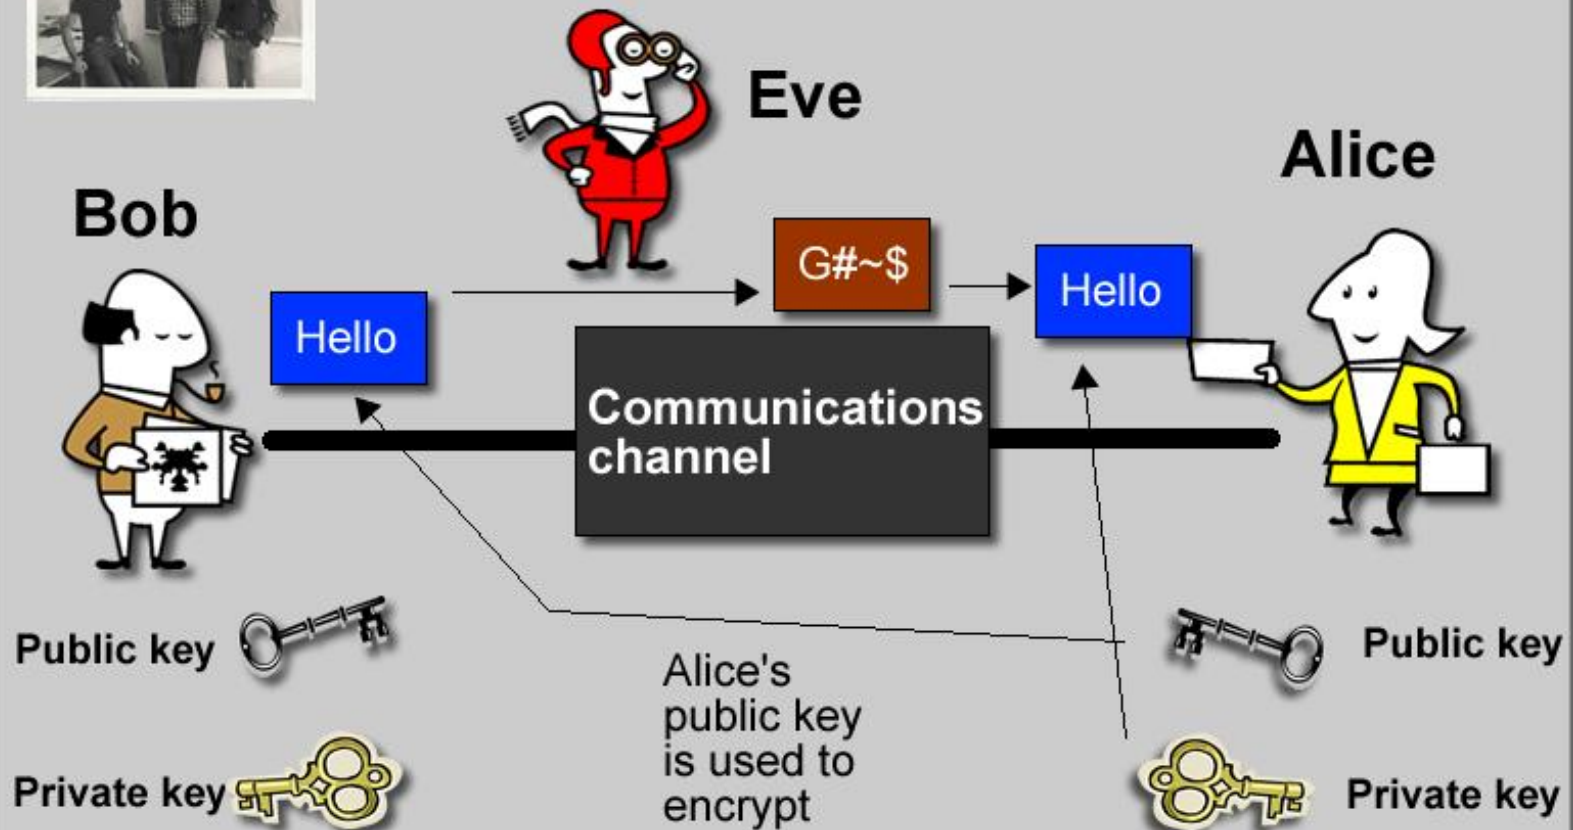 Eve
Alice
Bob
G#~$
Hello
Hello
Communications
channel
Public key
Public key
Alice's
public key
is used to
encrypt
Private key
Private key